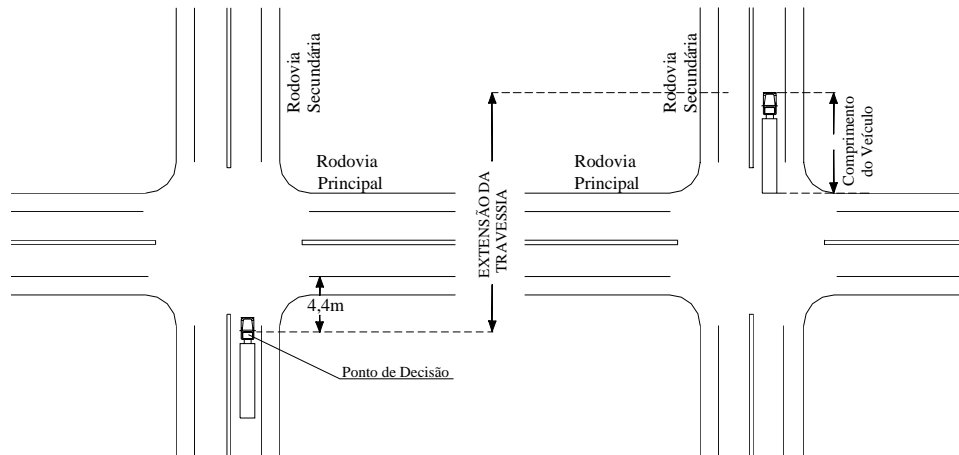 Rodovia
Secundária
Rodovia
Secundária
Comprimento
do Veículo
Rodovia
Principal
Rodovia
Principal
EXTENSÃO DA
TRAVESSIA
4,4m
Ponto de Decisão